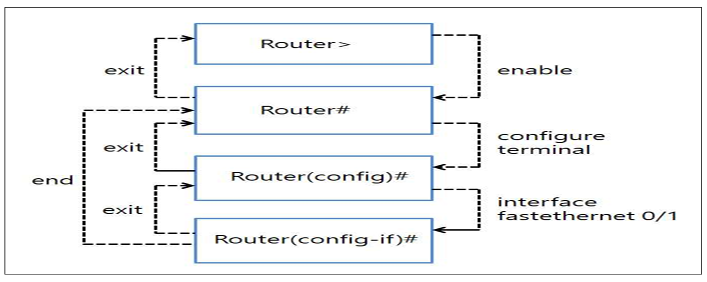 Router>
exit
enable
Router#
exit
configure
terminal
end
Router(config)#
exit
interface
fastethernet 0/1
Router(config-if)#